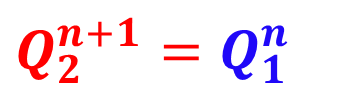 $Q_2^{n+1} = Q_1^n$